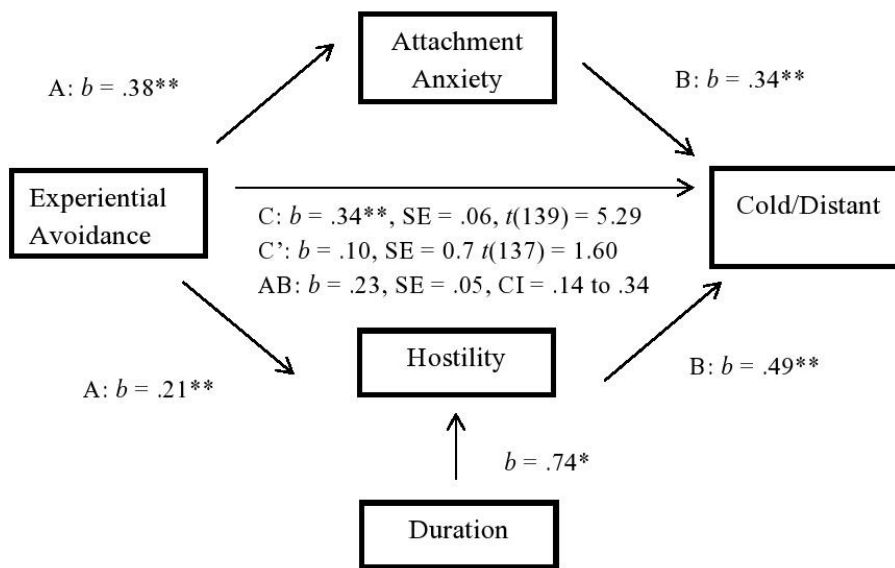 Attachment
Anxiety
A: b = .38**
B: b = .34**
Experiential
Avoidance
Cold/Distant
C: b = .34**, SE = .06, t(139) = 5.29
C’: b = .10, SE = 0.7 t(137) = 1.60
AB: b = .23, SE = .05, CI = .14 to .34
Hostility
A: b = .21**
B: b = .49**
b = .74*
Duration